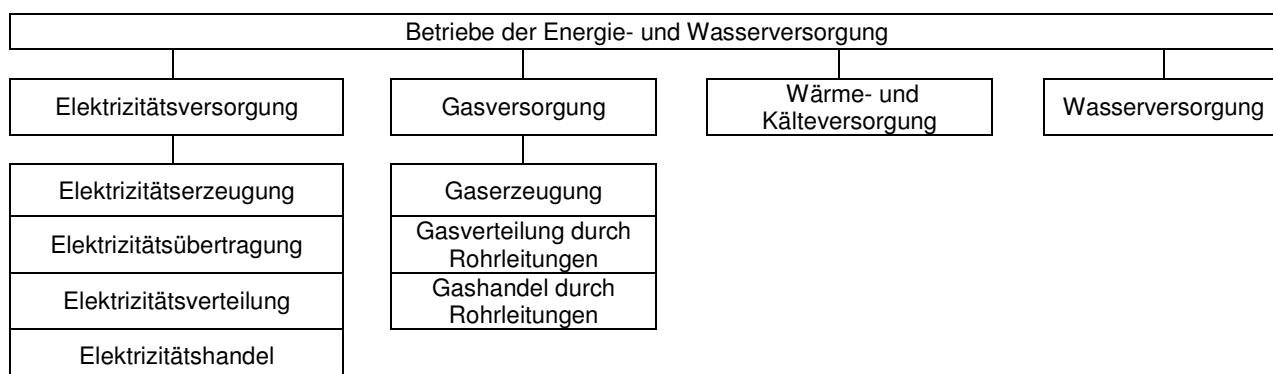 Betriebe der Energie- und Wasserversorgung
Elektrizitätsversorgung
Gasversorgung
Wärme- und
Kälteversorgung
Wasserversorgung
Elektrizitätserzeugung
Elektrizitätsübertragung
Elektrizitätsverteilung
Elektrizitätshandel
Gaserzeugung
Gasverteilung durch
Rohrleitungen
Gashandel durch
Rohrleitungen